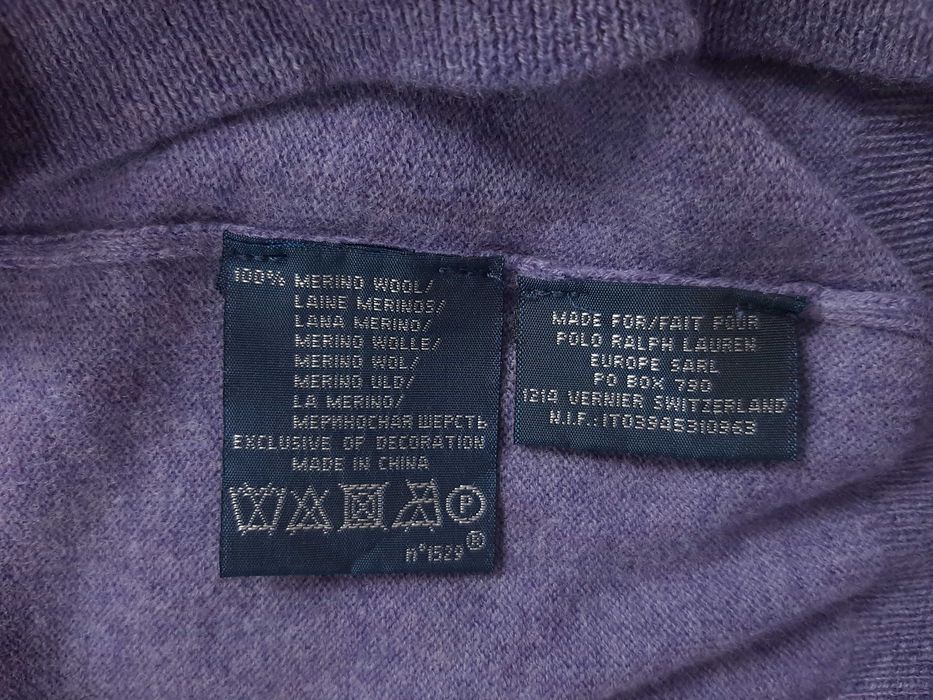 100% MERINO WOOL/
LAINE MERINOS/
LANA MERINO/
MERINO WOLLE/
MERINO WOL/
MERINO ULD/
LA MERINO/
МЕРИНОСНАЯ ШЕРСТЬ
EXCLUSIVE OF DECORATION
MADE IN CHINA
P
n°1529®
MADE FOR/FAIT POUR
POLO RALPH LAUREN
EUROPE SARL
PO BOX 790
1214 VERNIER SWITZERLAND
N.I.F.:IT03945310963